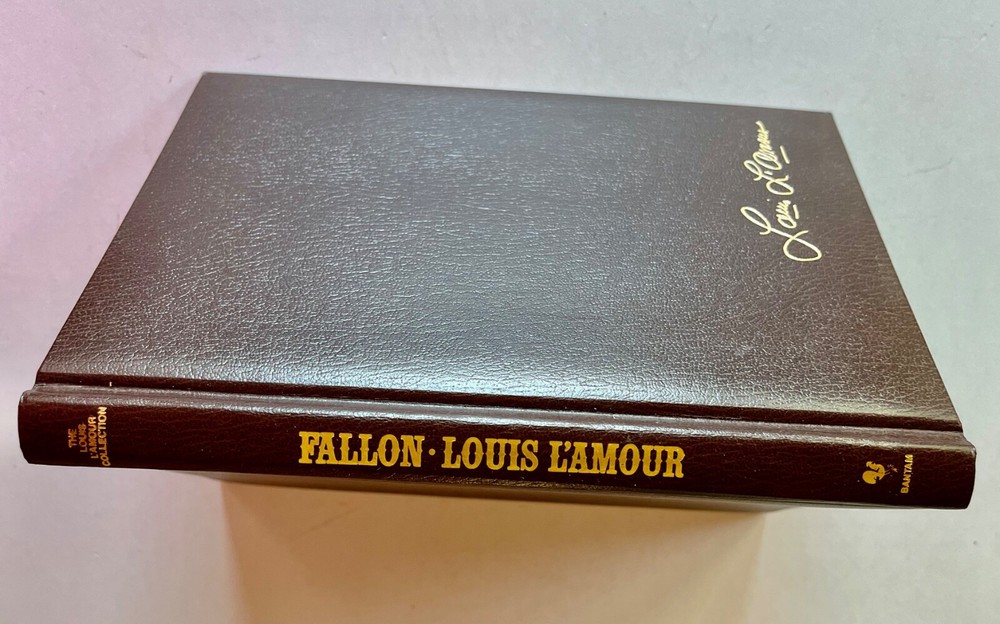 Louis L'Amour
THE
LOUIS
L'AMOUR
COLLECTION
FALLON · LOUIS L'AMOUR
BANTAM